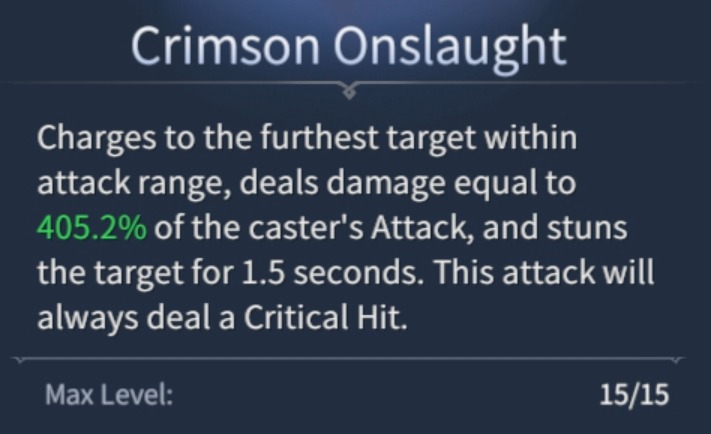 Crimson Onslaught
Charges to the furthest target within
attack range, deals damage equal to
405.2% of the caster's Attack, and stuns
the target for 1.5 seconds. This attack will
always deal a Critical Hit.
Max Level: 15/15